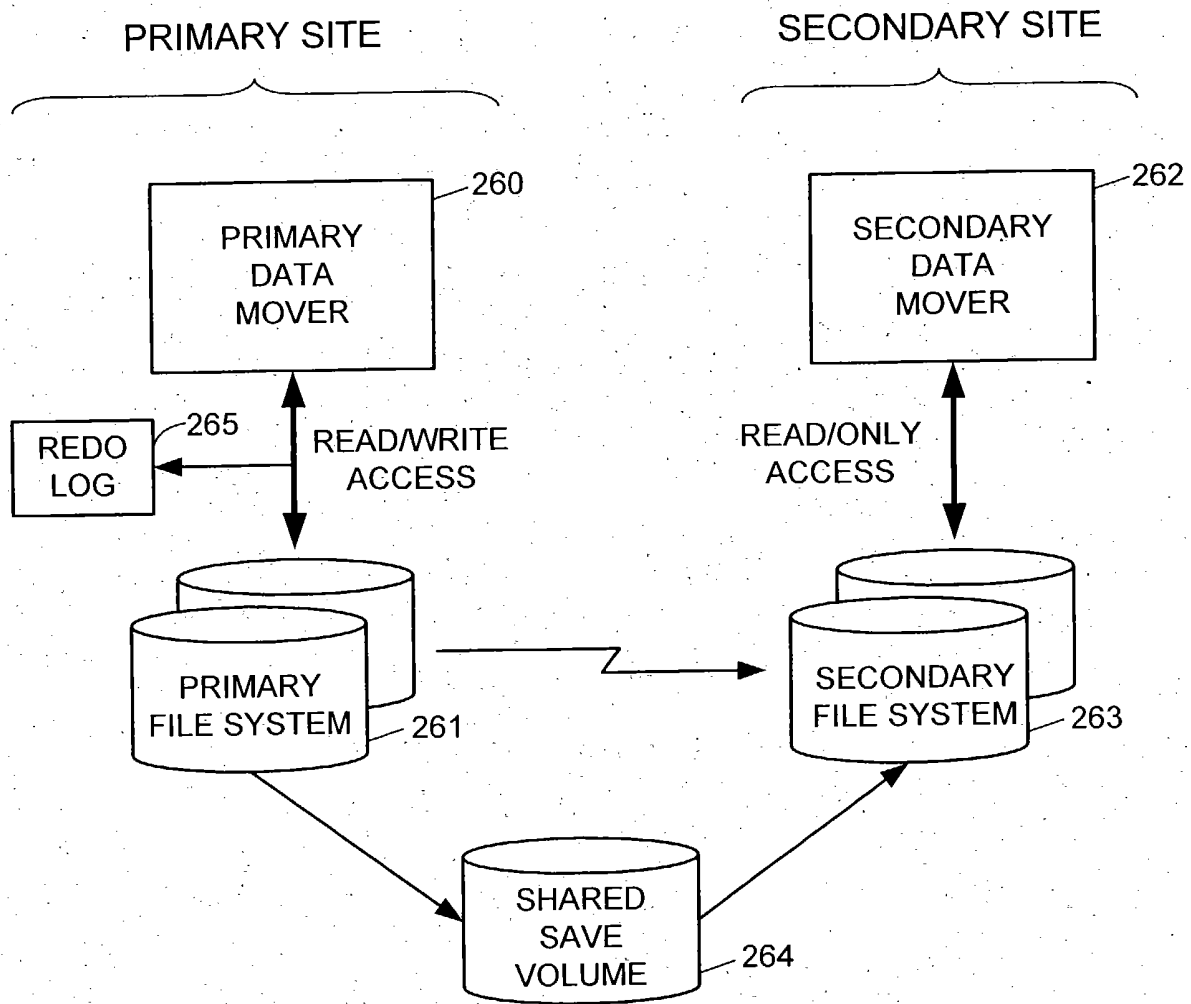 PRIMARY SITE
SECONDARY SITE
260
PRIMARY
DATA
MOVER
262
SECONDARY
DATA
MOVER
265
REDO
LOG
READ/WRITE
ACCESS
READ/ONLY
ACCESS
PRIMARY
FILE SYSTEM
261
SECONDARY
FILE SYSTEM
263
SHARED
SAVE
VOLUME
264